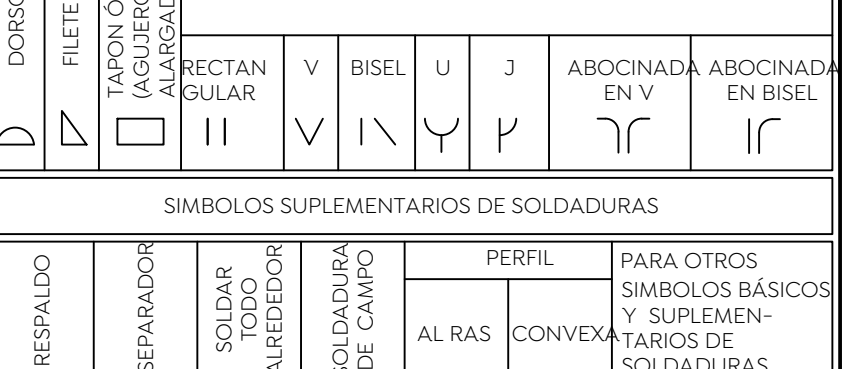 DORSO
FILETE
TAPON Ó
(AGUJERO
ALARGAD
RECTAN
GULAR
V
BISEL
U
J
ABOCINADA
EN V
ABOCINADA
EN BISEL
SIMBOLOS SUPLEMENTARIOS DE SOLDADURAS
RESPALDO
SEPARADOR
SOLDAR
TODO
ALREDEDOR
SOLDADURA
DE CAMPO
PERFIL
AL RAS
CONVEXA
PARA OTROS
SIMBOLOS BÁSICOS
Y SUPLEMEN-
TARIOS DE
SOLDADURAS